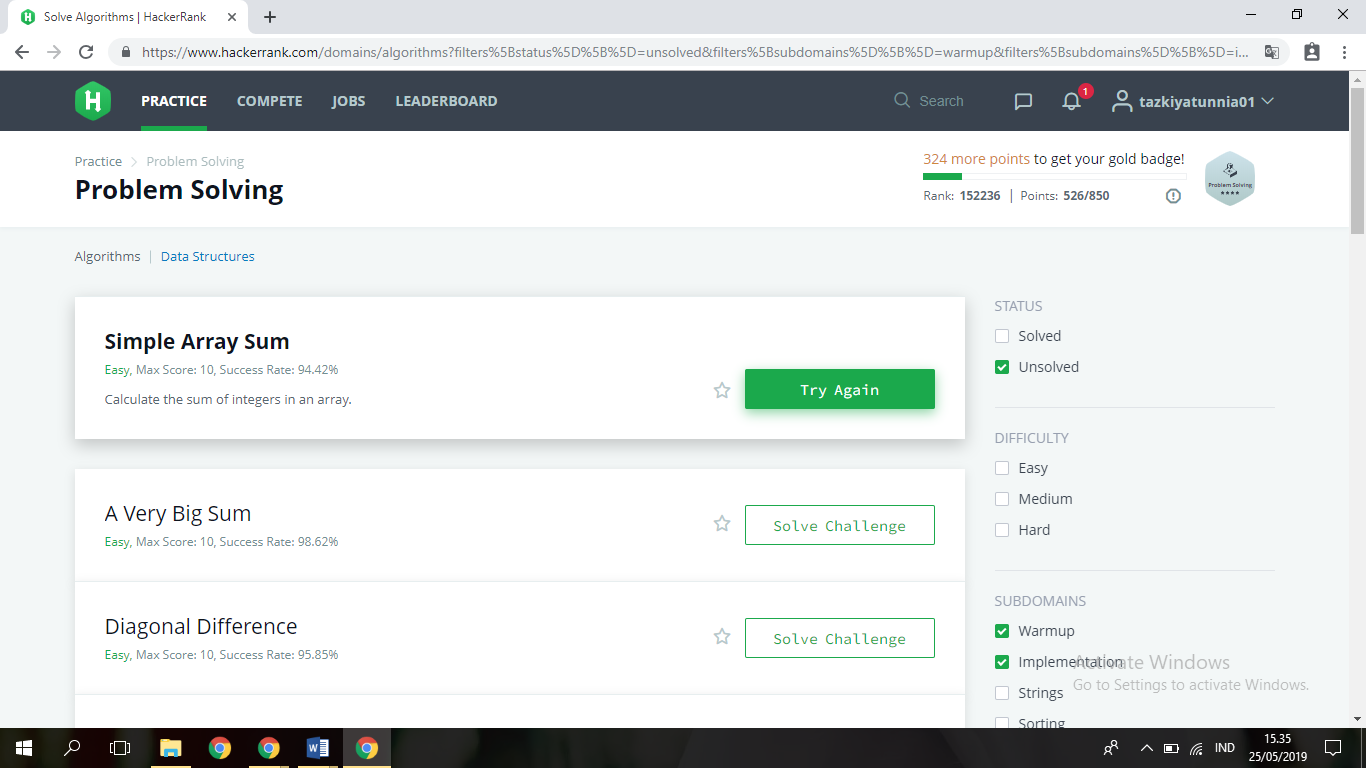 Solve Algorithms | HackerRank
https://www.hackerrank.com/domains/algorithms?filters%5Bstatus%5D%5B%5D=unsolved&filters%5Bsubdomains%5D%5B%5D=warmup&filters%5Bsubdomains%5D%5B%5D=i...
H PRACTICE COMPETE JOBS LEADERBOARD Search 1 tazkiyatunnia01
Practice > Problem Solving
Problem Solving
324 more points to get your gold badge!
Rank: 152236 | Points: 526/850
Problem Solving
Algorithms | Data Structures
Simple Array Sum
Easy, Max Score: 10, Success Rate: 94.42%
Calculate the sum of integers in an array.
Try Again
A Very Big Sum
Easy, Max Score: 10, Success Rate: 98.62%
Solve Challenge
Diagonal Difference
Easy, Max Score: 10, Success Rate: 95.85%
Solve Challenge
STATUS
Solved
Unsolved
DIFFICULTY
Easy
Medium
Hard
SUBDOMAINS
Warmup
Implementation
Strings
Sorting
Activate Windows
Go to Settings to activate Windows.
IND
15.35
25/05/2019